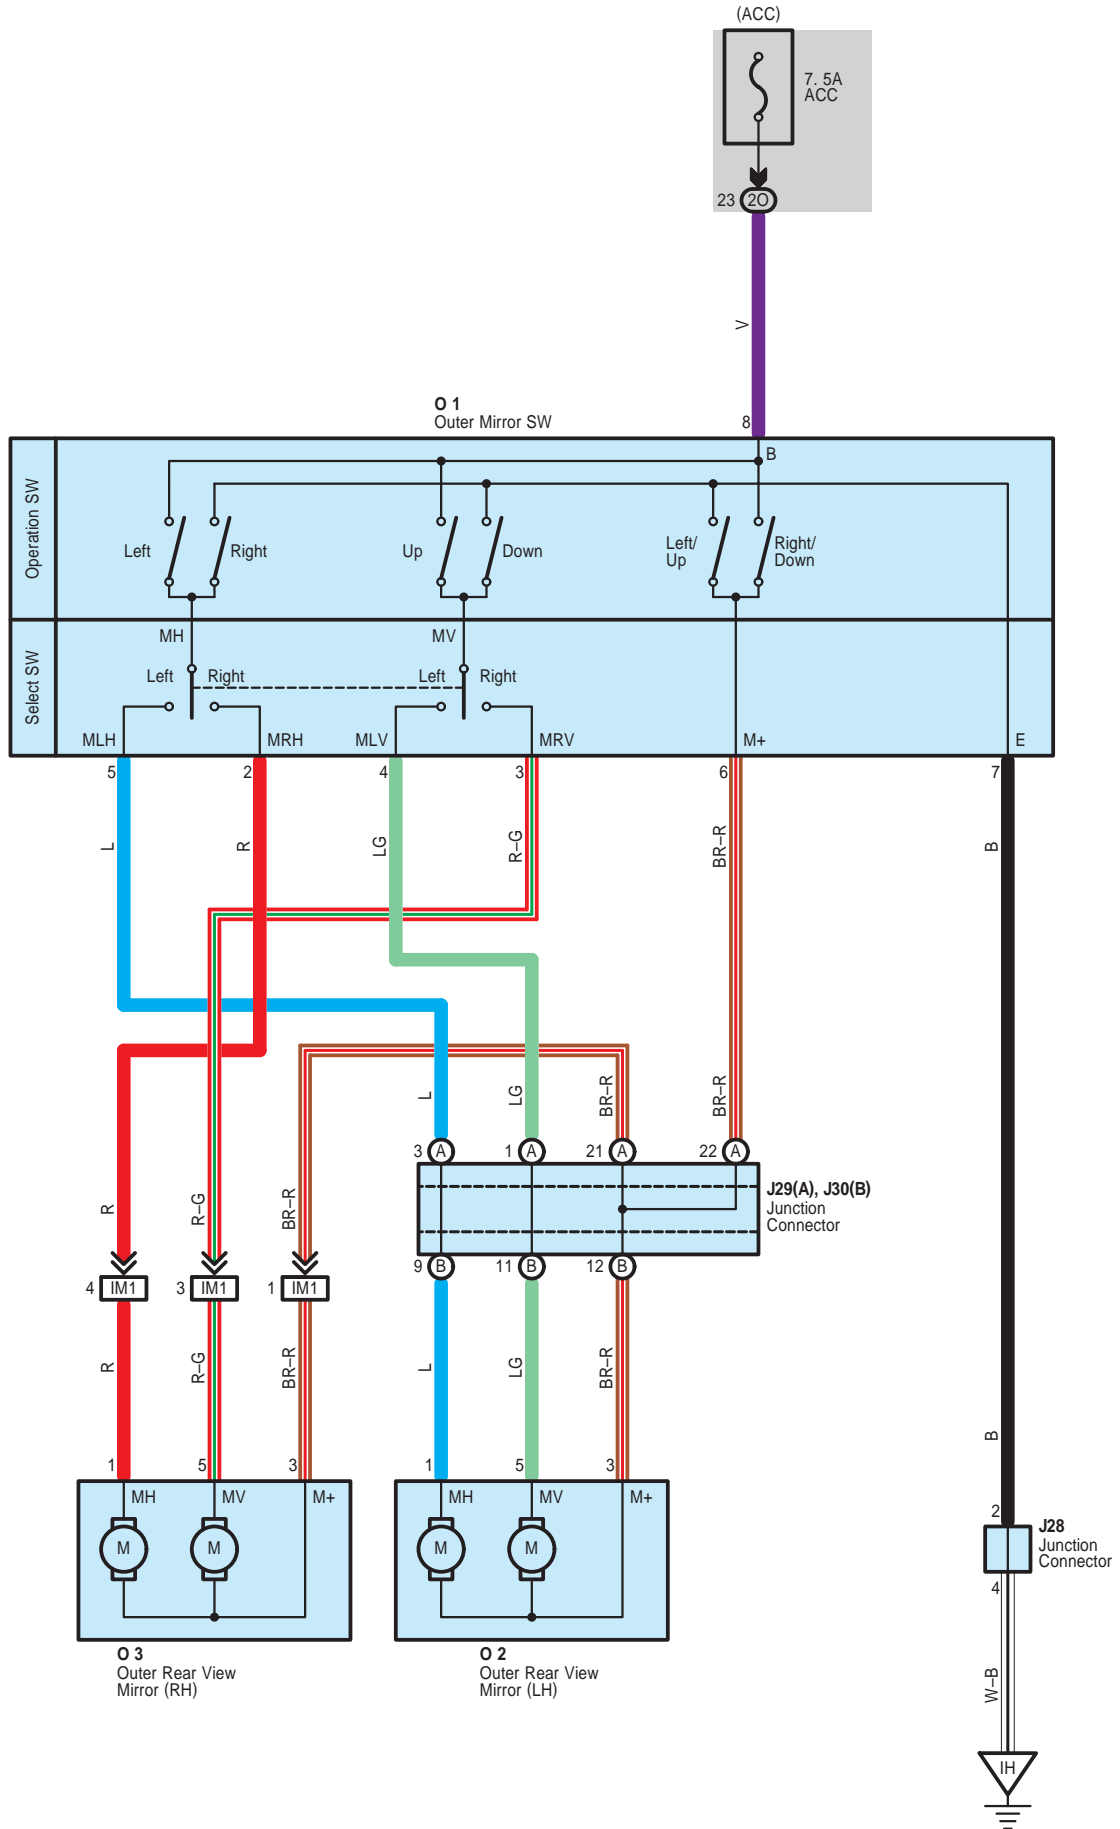 (ACC)
7. 5A
ACC
23 2O
V
O 1
Outer Mirror SW
8
B
Operation SW
Left Right
Up Down
Left/
Up
Right/
Down
MH MV
Select SW
Left Right
Left Right
MLH MRH MLV MRV M+ E
5 2 4 3 6 7
L R LG R–G BR–R B
L LG BR–R BR–R
3 A 1 A 21 A 22 A
J29(A), J30(B)
Junction
Connector
R R–G BR–R
9 B 11 B 12 B
4 IM1 3 IM1 1 IM1
R R–G BR–R L LG BR–R B
1 5 3 1 5 3
MH MV M+ MH MV M+
M M M M
2
J28
Junction
Connector
4
O 3
Outer Rear View
Mirror (RH)
O 2
Outer Rear View
Mirror (LH)
W–B
IH